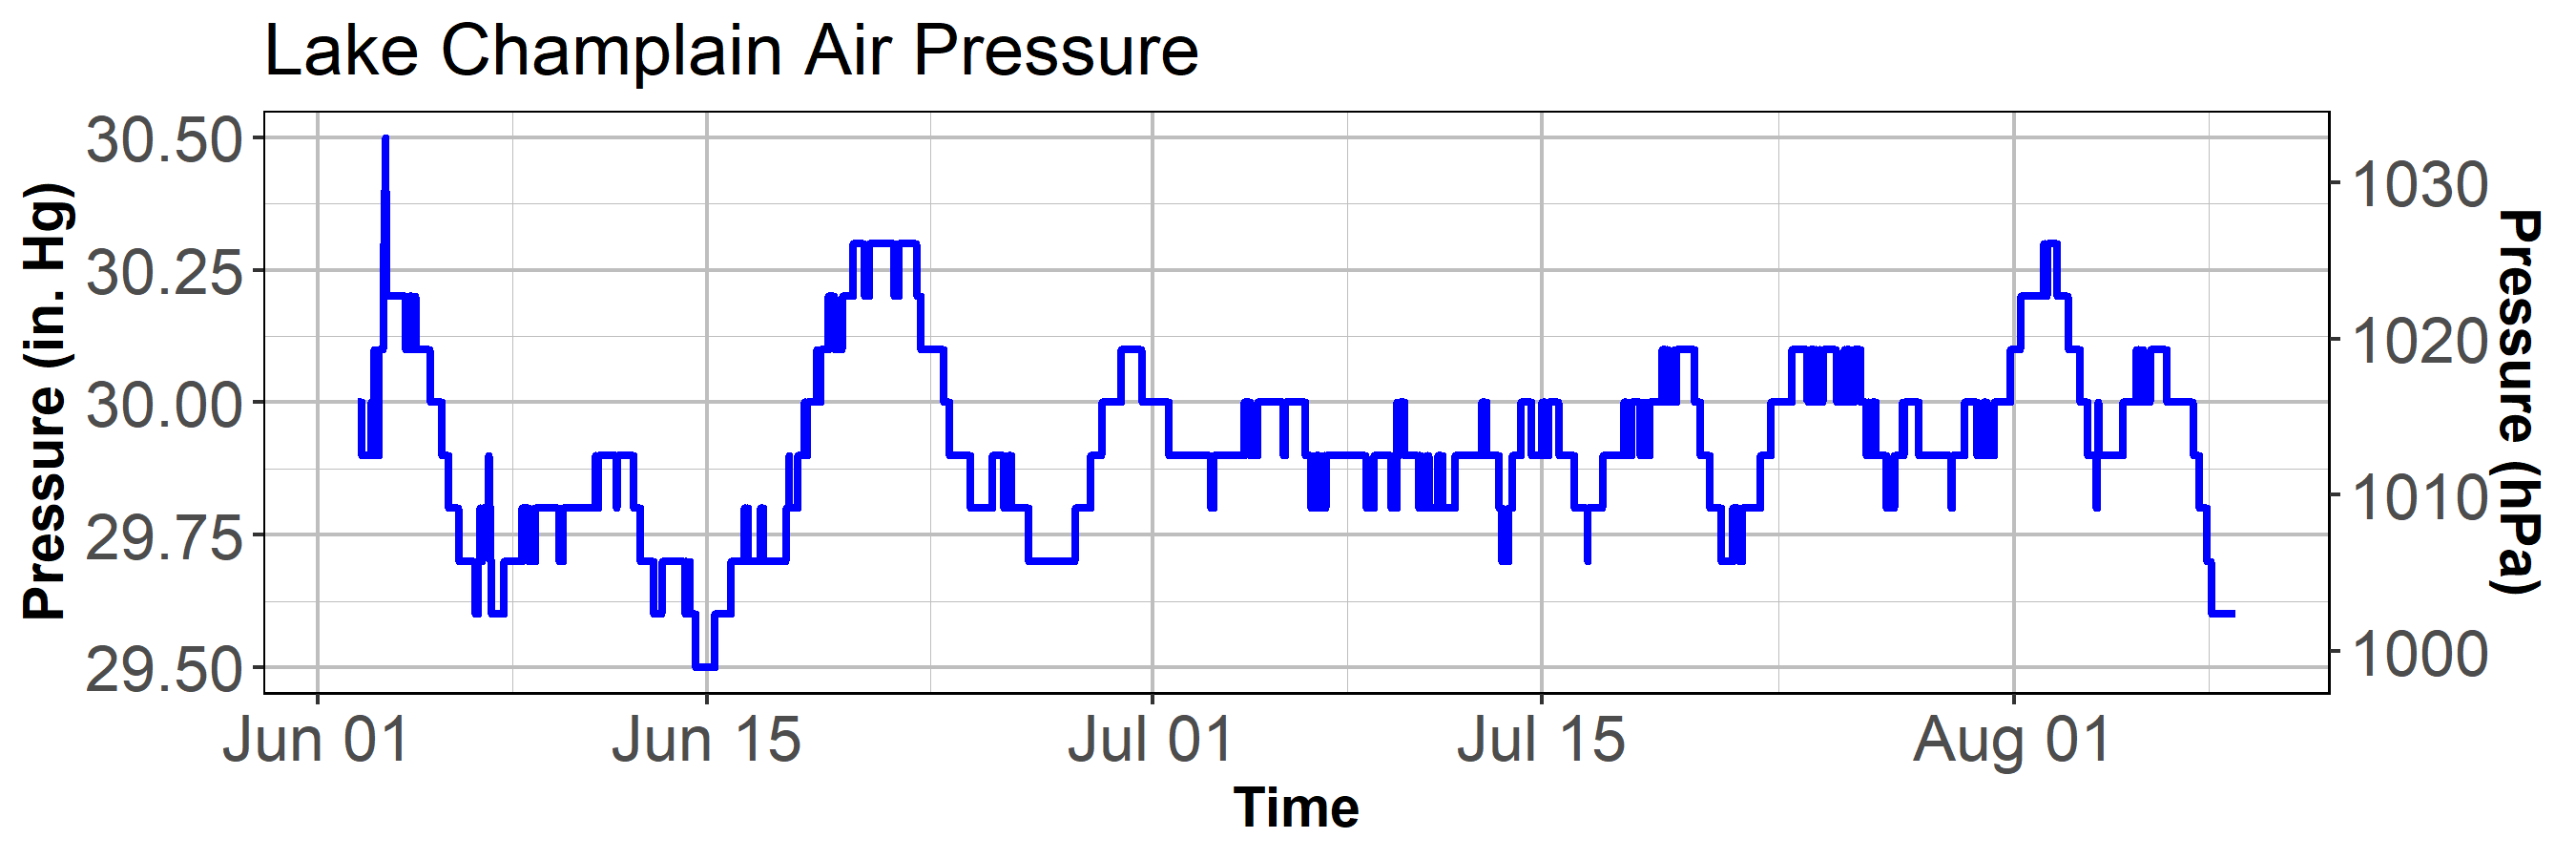 Lake Champlain Air Pressure
Pressure (in. Hg)
30.50
30.25
30.00
29.75
29.50
1030
1020
1010
1000
Pressure (hPa)
Jun 01 Jun 15 Jul 01 Jul 15 Aug 01
Time